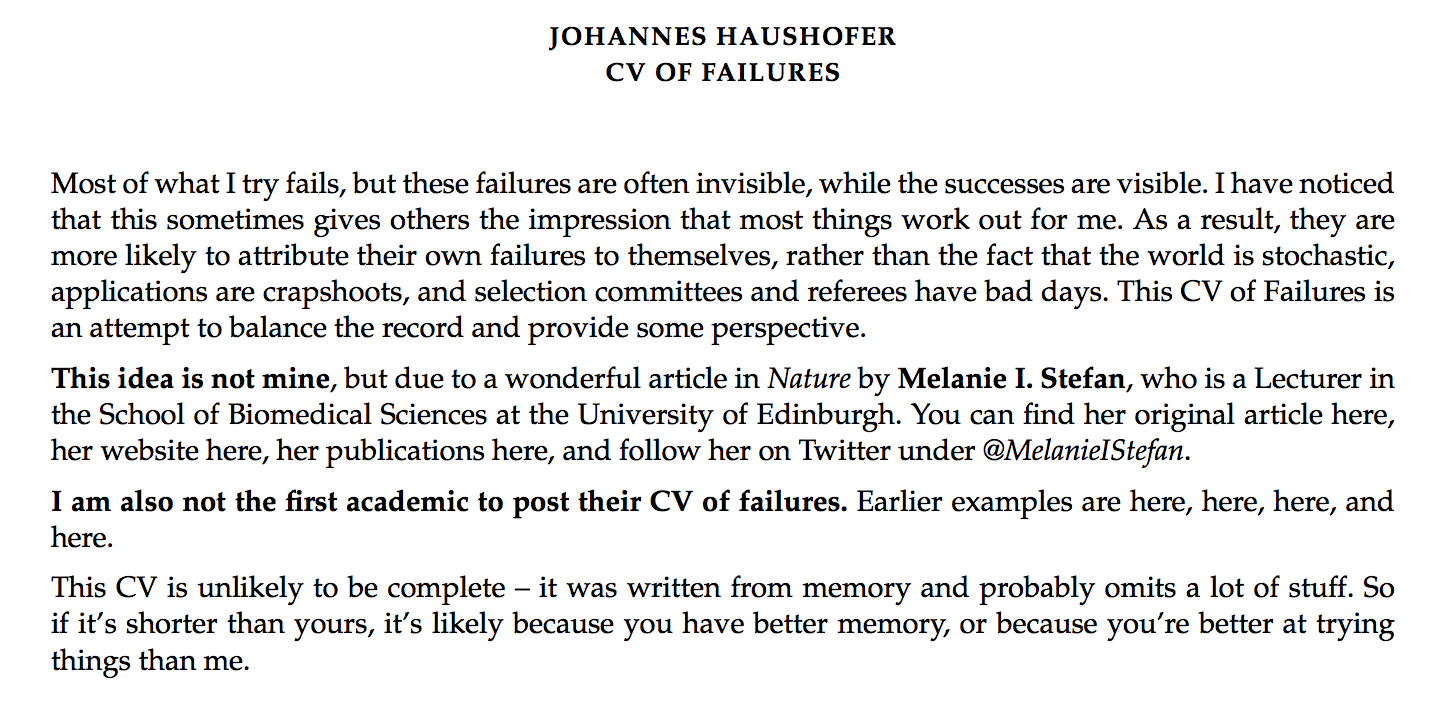 JOHANNES HAUSHOFER
CV OF FAILURES
Most of what I try fails, but these failures are often invisible, while the successes are visible. I have noticed
that this sometimes gives others the impression that most things work out for me. As a result, they are
more likely to attribute their own failures to themselves, rather than the fact that the world is stochastic,
applications are crapshoots, and selection committees and referees have bad days. This CV of Failures is
an attempt to balance the record and provide some perspective.
This idea is not mine, but due to a wonderful article in Nature by Melanie I. Stefan, who is a Lecturer in
the School of Biomedical Sciences at the University of Edinburgh. You can find her original article here,
her website here, her publications here, and follow her on Twitter under @MelanieIStefan.
I am also not the first academic to post their CV of failures. Earlier examples are here, here, here, and
here.
This CV is unlikely to be complete – it was written from memory and probably omits a lot of stuff. So
if it's shorter than yours, it's likely because you have better memory, or because you're better at trying
things than me.